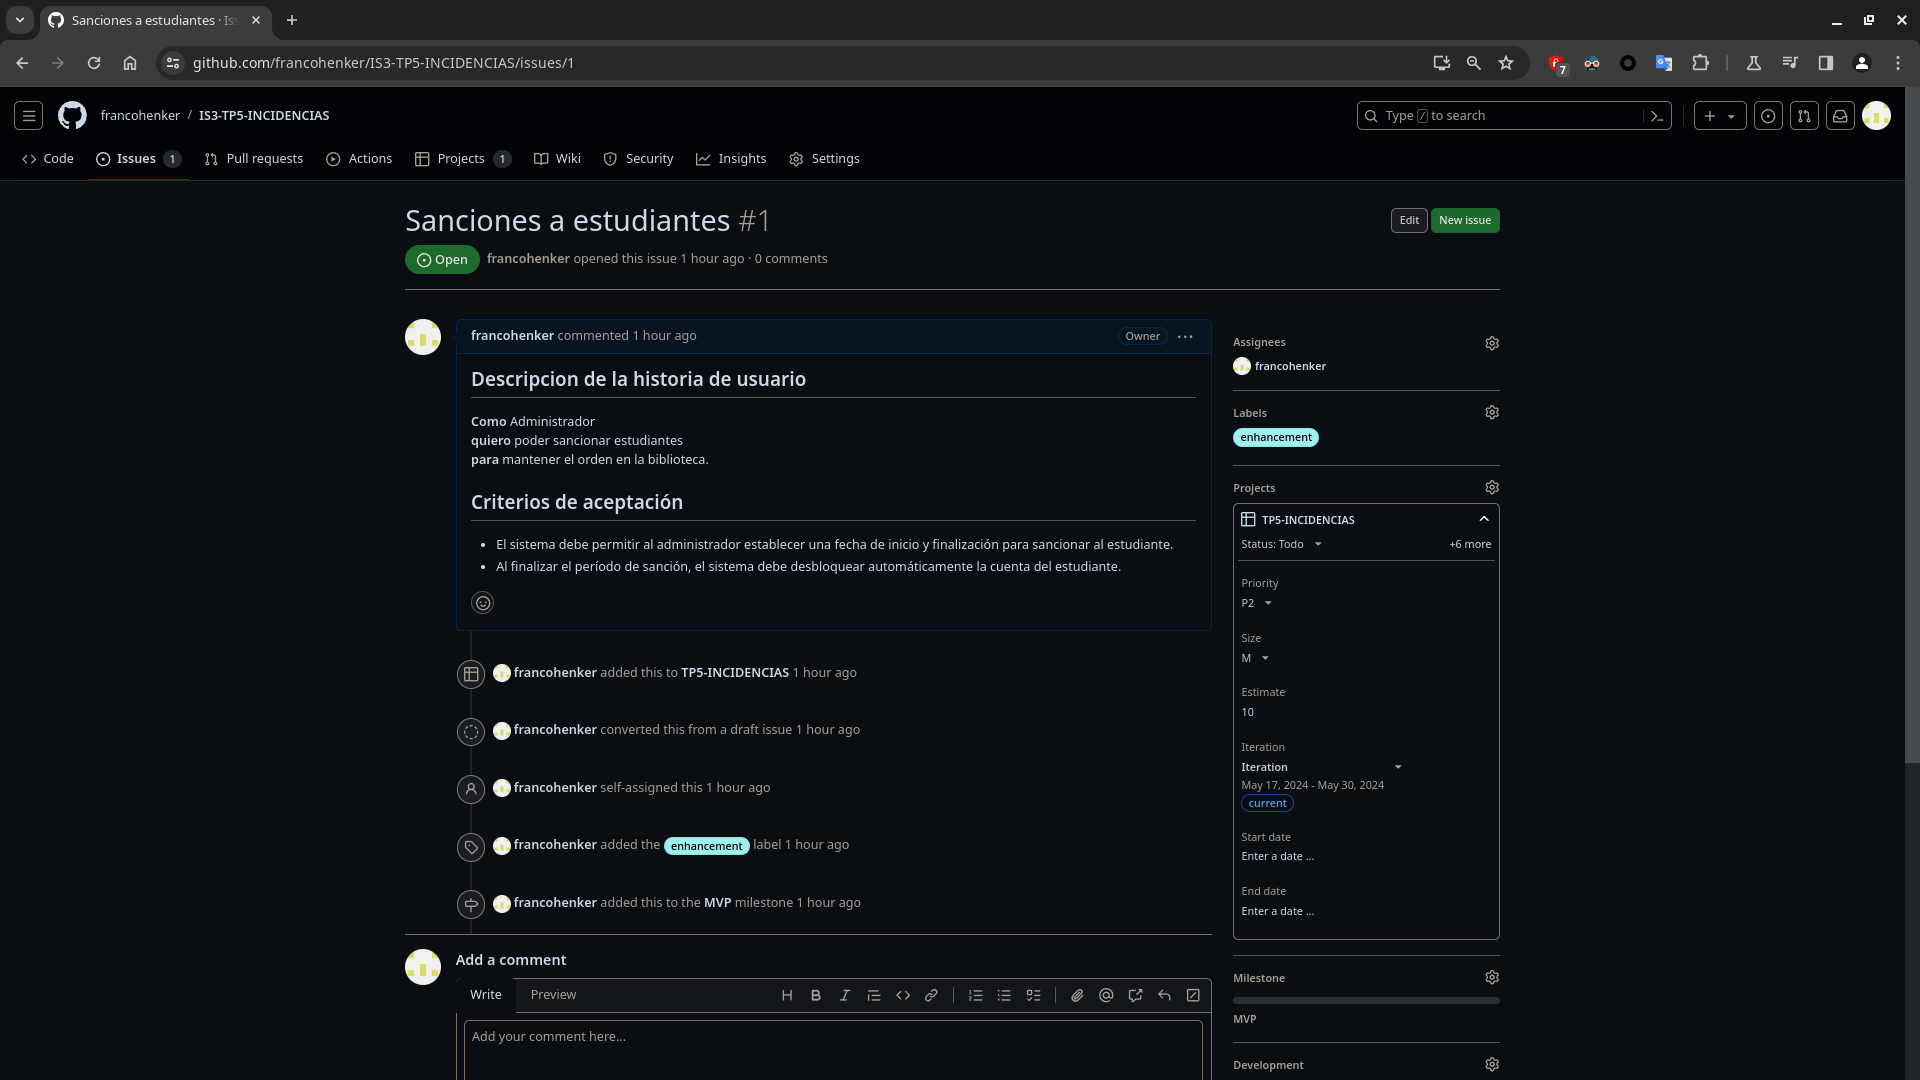 Sanciones a estudiantes · Iss
github.com/francohenker/IS3-TP5-INCIDENCIAS/issues/1
7
francohenker / IS3-TP5-INCIDENCIAS
Type / to search
Code
Issues 1
Pull requests
Actions
Projects 1
Wiki
Security
Insights
Settings
Sanciones a estudiantes #1
Edit
New issue
Open
francohenker opened this issue 1 hour ago · 0 comments
francohenker commented 1 hour ago
Owner
Descripcion de la historia de usuario
Como Administrador
quiero poder sancionar estudiantes
para mantener el orden en la biblioteca.
Criterios de aceptación
• El sistema debe permitir al administrador establecer una fecha de inicio y finalización para sancionar al estudiante.
• Al finalizar el período de sanción, el sistema debe desbloquear automáticamente la cuenta del estudiante.
francohenker added this to TP5-INCIDENCIAS 1 hour ago
francohenker converted this from a draft issue 1 hour ago
francohenker self-assigned this 1 hour ago
francohenker added the enhancement label 1 hour ago
francohenker added this to the MVP milestone 1 hour ago
Add a comment
Write
Preview
Add your comment here...
Assignees
francohenker
Labels
enhancement
Projects
TP5-INCIDENCIAS
Status: Todo
+6 more
Priority
P2
Size
M
Estimate
10
Iteration
Iteration
May 17, 2024 - May 30, 2024
current
Start date
Enter a date ...
End date
Enter a date ...
Milestone
MVP
Development